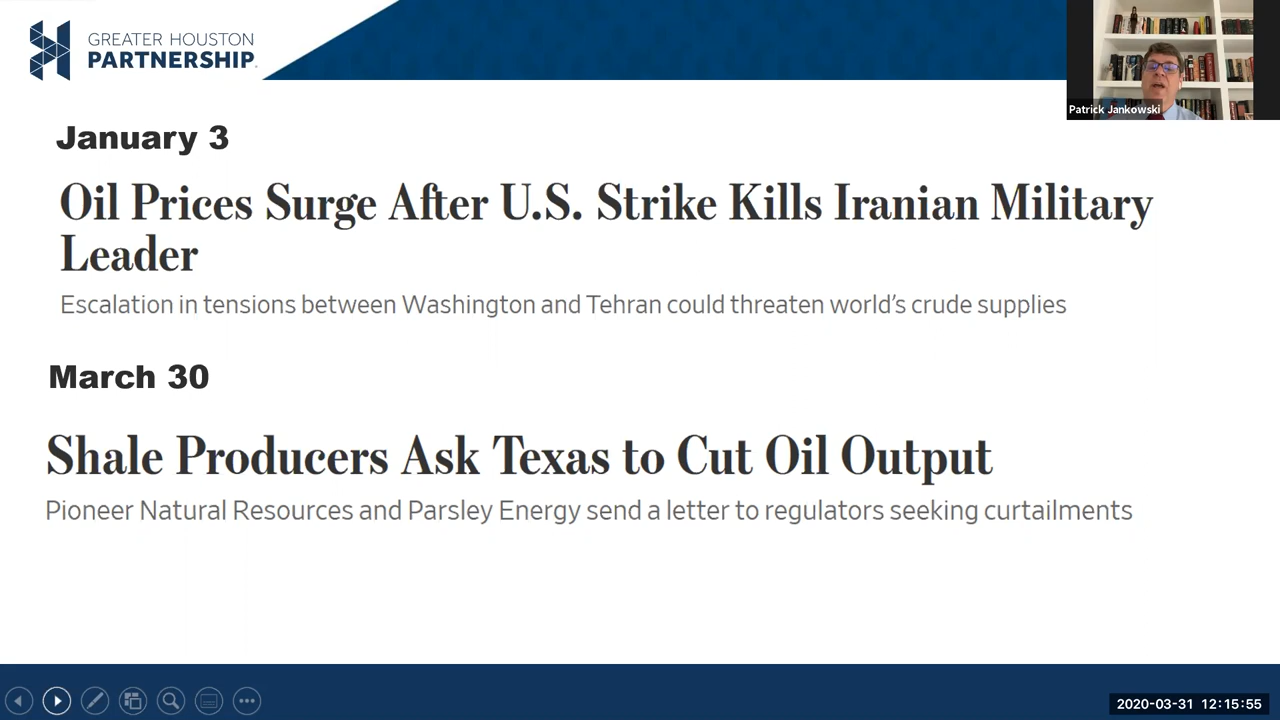 GREATER HOUSTON
PARTNERSHIP.
Patrick Jankowski
January 3
Oil Prices Surge After U.S. Strike Kills Iranian Military
Leader
Escalation in tensions between Washington and Tehran could threaten world’s crude supplies
March 30
Shale Producers Ask Texas to Cut Oil Output
Pioneer Natural Resources and Parsley Energy send a letter to regulators seeking curtailments
2020-03-31 12:15:55